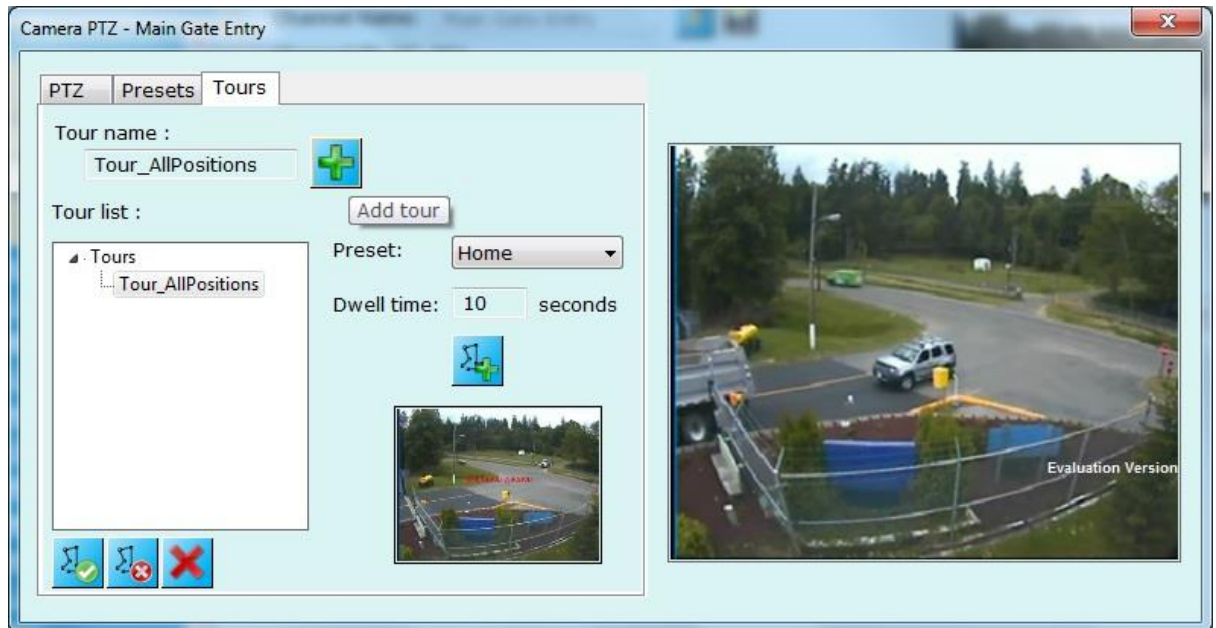 Camera PTZ - Main Gate Entry
PTZ Presets Tours
Tour name :
Tour_AllPositions
Add tour
Tour list :
Tours
Tour_AllPositions
Preset: Home
Dwell time: 10 seconds
Evaluation Version